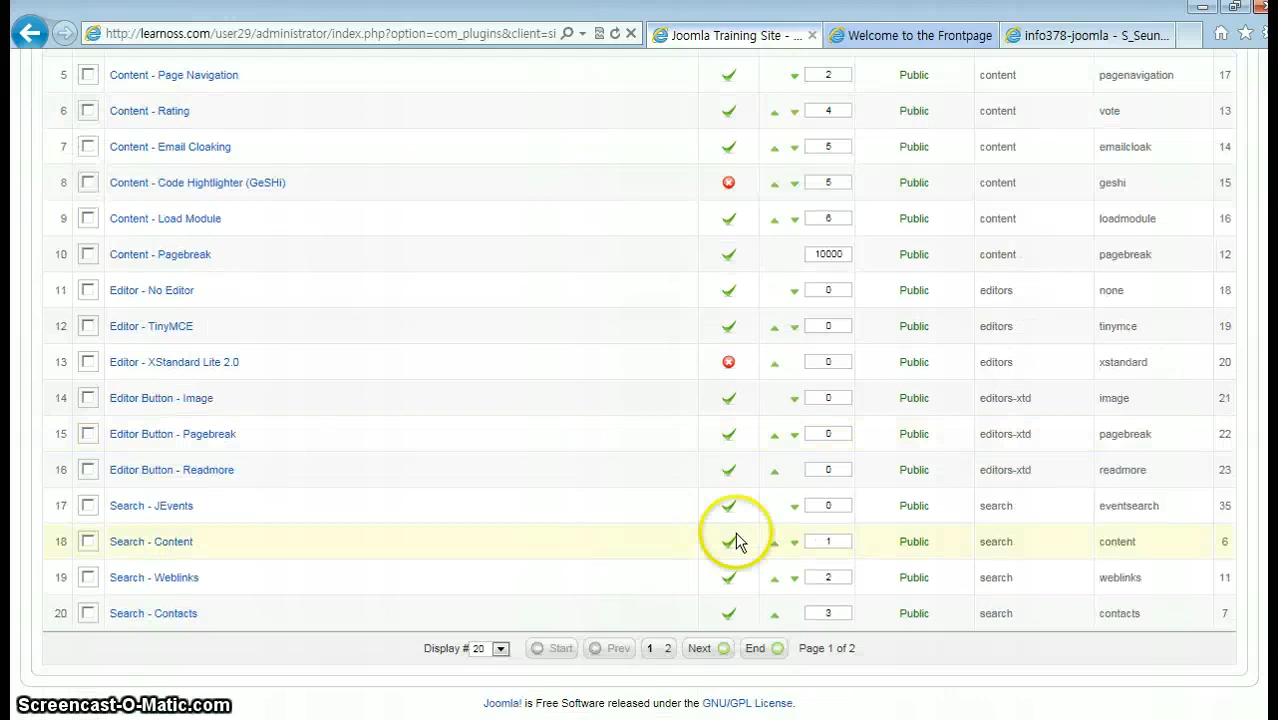 http://learnoss.com/user29/administrator/index.php?option=com_plugins&client=si
Joomla Training Site - ...
Welcome to the Frontpage
info378-joomla - S_Seun...
5 Content - Page Navigation 2 Public content pagenavigation 17
6 Content - Rating 4 Public content vote 13
7 Content - Email Cloaking 5 Public content emailcloak 14
8 Content - Code Hightlighter (GeSHi) 5 Public content geshi 15
9 Content - Load Module 6 Public content loadmodule 16
10 Content - Pagebreak 10000 Public content pagebreak 12
11 Editor - No Editor 0 Public editors none 18
12 Editor - TinyMCE 0 Public editors tinymce 19
13 Editor - XStandard Lite 2.0 0 Public editors xstandard 20
14 Editor Button - Image 0 Public editors-xtd image 21
15 Editor Button - Pagebreak 0 Public editors-xtd pagebreak 22
16 Editor Button - Readmore 0 Public editors-xtd readmore 23
17 Search - JEvents 0 Public search eventsearch 35
18 Search - Content 1 Public search content 6
19 Search - Weblinks 2 Public search weblinks 11
20 Search - Contacts 3 Public search contacts 7
Display # 20 Start Prev 1 2 Next End Page 1 of 2
Joomla! is Free Software released under the GNU/GPL License.
Screencast-O-Matic.com